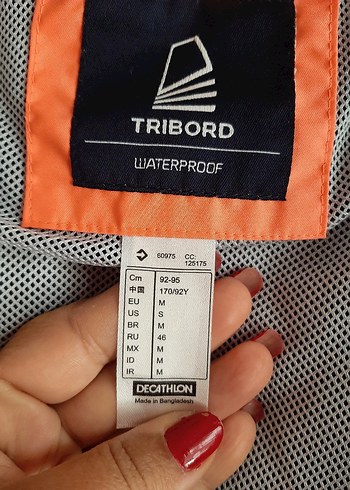 TRIBORD
WATERPROOF
60975 CC:
125175
Cm 92-95
中国 170/92Y
EU M
US S
BR M
RU 46
MX M
ID M
IR M
DECATHLON
Made in Bangladesh